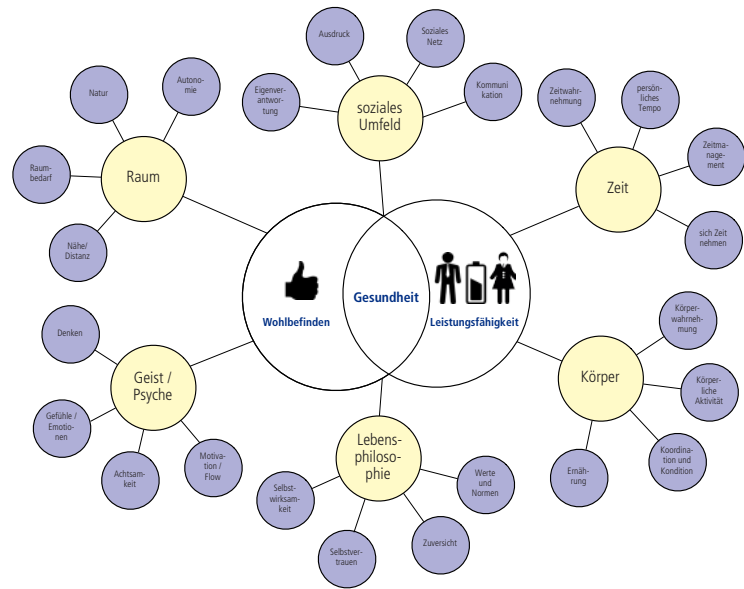 Ausdruck
Soziales
Netz
Eigenver-
antwor-
tung
Kommuni
kation
soziales
Umfeld
Natur
Autono-
mie
Raum-
bedarf
Nähe/
Distanz
Raum
Zeitwahr-
nehmung
persön-
liches
Tempo
Zeitma-
nage-
ment
sich Zeit
nehmen
Zeit
Wohlbefinden
Gesundheit
Leistungsfähigkeit
Denken
Gefühle /
Emotio-
nen
Achtsam-
keit
Motiva-
tion /
Flow
Geist /
Psyche
Lebens-
philoso-
phie
Selbst-
wirksam-
keit
Selbstver-
trauen
Zuversicht
Werte
und
Normen
Körper
Körper-
wahrneh-
mung
Körper-
liche
Aktivität
Koordina-
tion und
Kondition
Ernäh-
rung